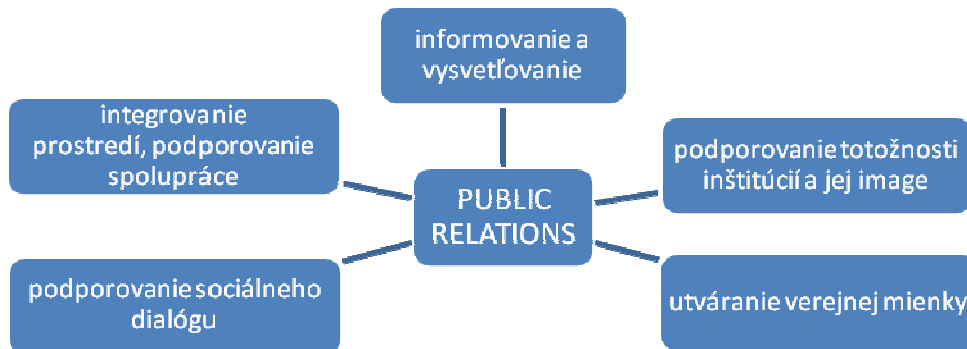 informovanie a
vysvetľovanie
integrovanie
prostredí, podporovanie
spolupráce
podporovanie totožnosti
inštitúcií a jej image
PUBLIC
RELATIONS
podporovanie sociálneho
dialógu
utváranie verejnej mienky